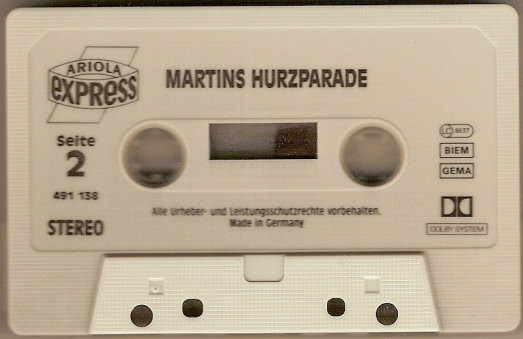 ARIOLA
express
MARTINS HURZPARADE
Seite
2
491 138
STEREO
LC 8637
BIEM
GEMA
DOLBY SYSTEM
Alle Urheber- und Leistungsschutzrechte vorbehalten.
Made in Germany